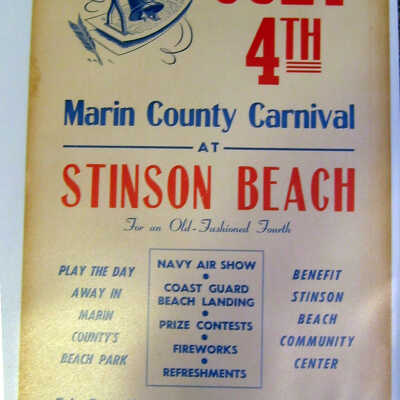 JULY
4TH
Marin County Carnival
AT
STINSON BEACH
For an Old-Fashioned Fourth
PLAY THE DAY
AWAY IN
MARIN
COUNTY'S
BEACH PARK
NAVY AIR SHOW
COAST GUARD
BEACH LANDING
PRIZE CONTESTS
FIREWORKS
REFRESHMENTS
BENEFIT
STINSON
BEACH
COMMUNITY
CENTER